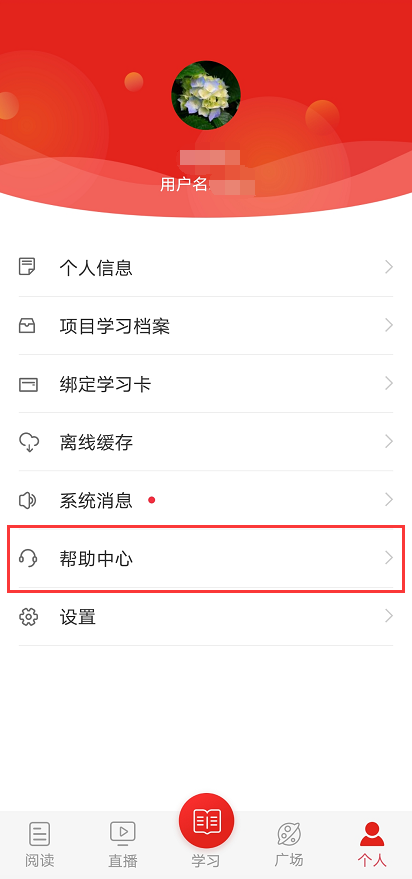 用户名
个人信息
项目学习档案
绑定学习卡
离线缓存
系统消息
帮助中心
设置
阅读
直播
学习
广场
个人